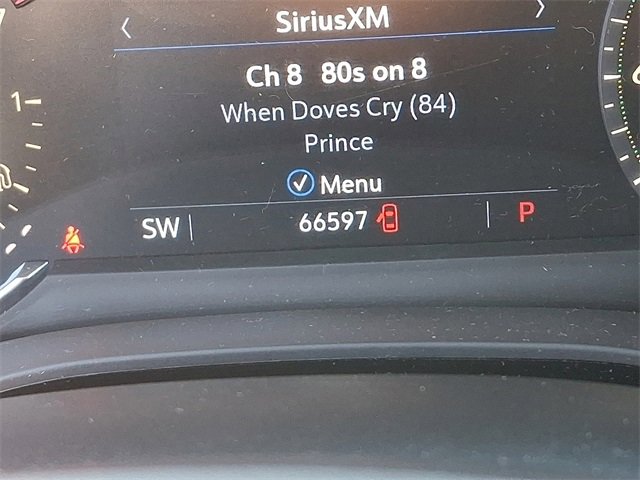 SiriusXM
Ch 8 80s on 8
When Doves Cry (84)
Prince
Menu
SW 66597 P
1